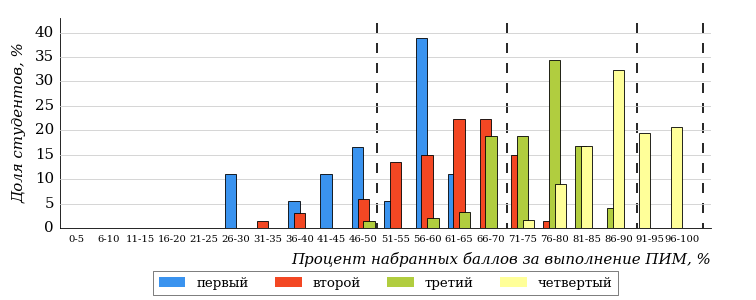 Доля студентов, %
40
35
30
25
20
15
10
5
0
0-5 6-10 11-15 16-20 21-25 26-30 31-35 36-40 41-45 46-50 51-55 56-60 61-65 66-70 71-75 76-80 81-85 86-90 91-95 96-100
Процент набранных баллов за выполнение ПИМ, %
первый второй третий четвертый